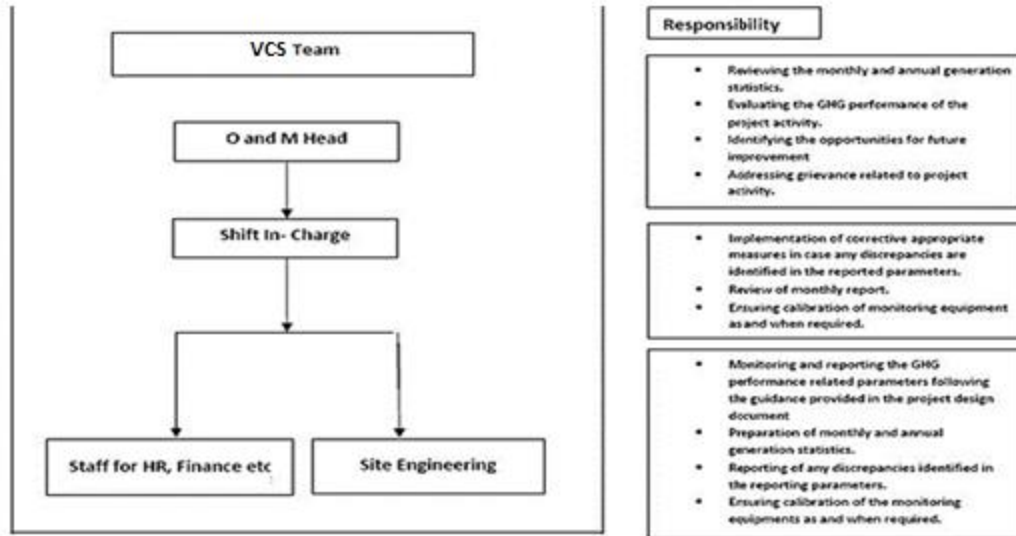 VCS Team
O and M Head
Shift In- Charge
Staff for HR, Finance etc
Site Engineering
Responsibility
• Reviewing the monthly and annual generation
statistics.
• Evaluating the GHG performance of the
project activity.
• Identifying the opportunities for future
improvement
• Addressing grievance related to project
activity.
• Implementation of corrective appropriate
measures in case any discrepancies are
identified in the reported parameters.
• Review of monthly report.
• Ensuring calibration of monitoring equipment
as and when required.
• Monitoring and reporting the GHG
performance related parameters following
the guidance provided in the project design
document
• Preparation of monthly and annual
generation statistics.
• Reporting of any discrepancies identified in
the reporting parameters.
• Ensuring calibration of the monitoring
equipments as and when required.